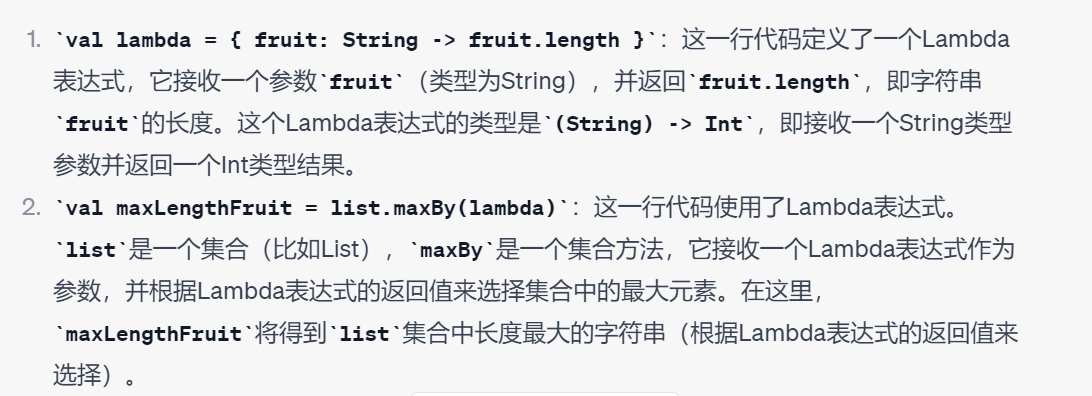 1. `val lambda = { fruit: String -> fruit.length }`：这一行代码定义了一个Lambda
表达式，它接收一个参数`fruit`（类型为String），并返回`fruit.length`，即字符串
`fruit`的长度。这个Lambda表达式的类型是`(String) -> Int`，即接收一个String类型
参数并返回一个Int类型结果。
2. `val maxLengthFruit = list.maxBy(lambda)`：这一行代码使用了Lambda表达式。
`list`是一个集合（比如List），`maxBy`是一个集合方法，它接收一个Lambda表达式作为
参数，并根据Lambda表达式的返回值来选择集合中的最大元素。在这里，
`maxLengthFruit`将得到`list`集合中长度最大的字符串（根据Lambda表达式的返回值来
选择）。